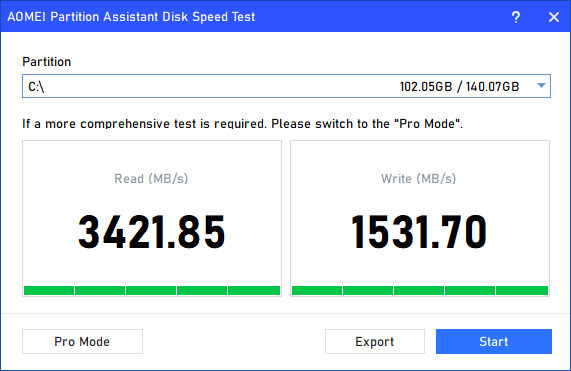 AOMEI Partition Assistant Disk Speed Test ?
Partition
C:\ 102.05GB / 140.07GB
If a more comprehensive test is required. Please switch to the "Pro Mode".
Read (MB/s) Write (MB/s)
3421.85 1531.70
Pro Mode Export Start